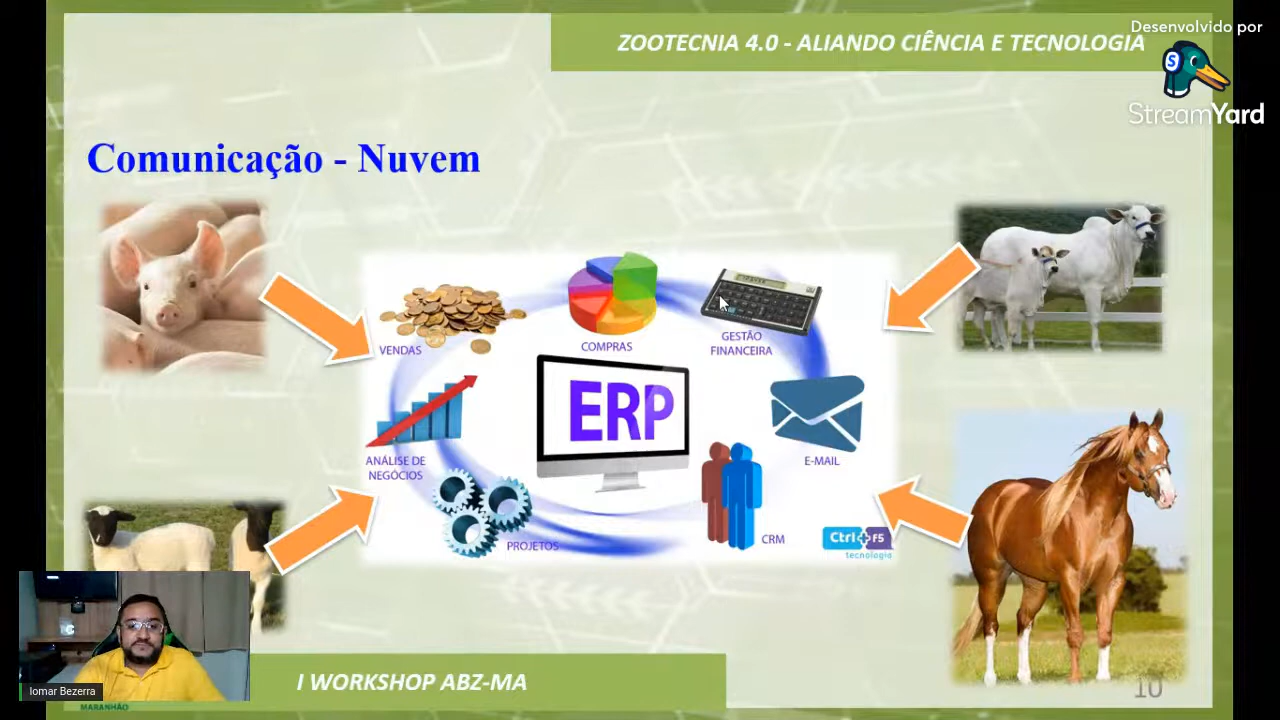 ZOOTECNIA 4.0 - ALIANDO CIÊNCIA E TECNOLOGIA
Desenvolvido por
StreamYard
Comunicação - Nuvem
VENDAS
COMPRAS
GESTÃO
FINANCEIRA
ERP
ANÁLISE DE
NEGÓCIOS
E-MAIL
PROJETOS
CRM
Ctrl+F5
tecnologia
Iomar Bezerra
I WORKSHOP ABZ-MA
MARANHÃO
10